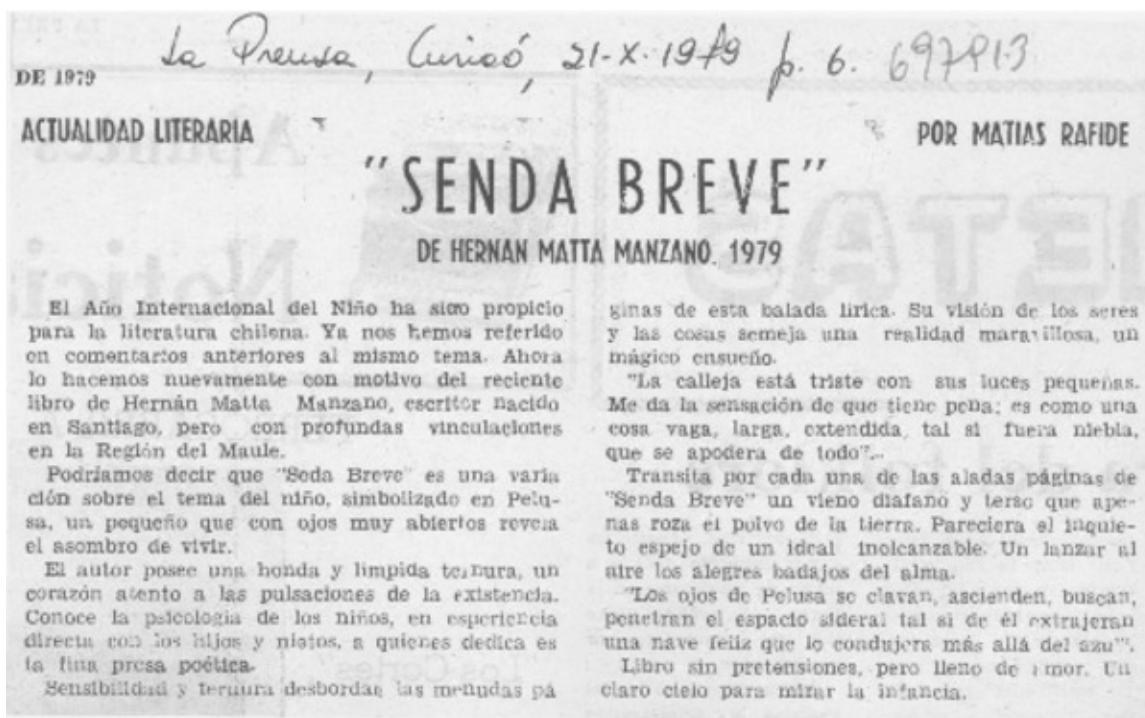 La Prensa, Curicó, 21-X-1979 p. 6. 697913
DE 1979
ACTUALIDAD LITERARIA
POR MATIAS RAFIDE
"SENDA BREVE"
DE HERNAN MATTA MANZANO. 1979
El Año Internacional del Niño ha sido propicio
para la literatura chilena. Ya nos hemos referido
en comentarios anteriores al mismo tema. Ahora
lo hacemos nuevamente con motivo del reciente
libro de Hernán Matta Manzano, escritor nacido
en Santiago, pero con profundas vinculaciones
en la Región del Maule.
Podríamos decir que "Seda Breve" es una varia
ción sobre el tema del niño, simbolizado en Pelu-
sa, un pequeño que con ojos muy abiertos revela
el asombro de vivir.
El autor posee una honda y límpida ternura, un
corazón atento a las pulsaciones de la existencia.
Conoce la psicología de los niños, en esperiencia
directa con los hijos y nietos, a quienes dedica es
ta fina presa poética.
Sensibilidad y ternura desbordan las menudas pá
ginas de esta balada lírica. Su visión de los seres
y las cosas semeja una realidad maravillosa, un
mágico ensueño.
"La calleja está triste con sus luces pequeñas.
Me da la sensación de que tiene pena; es como una
cosa vaga, larga, extendida, tal si fuera niebla,
que se apodera de todo"..
Transita por cada una de las aladas páginas de
"Senda Breve" un vieno diáfano y terso que ape-
nas roza el polvo de la tierra. Pareciera el inquie-
to espejo de un ideal inolcanzable. Un lanzar al
aire los alegres badajos del alma.
"Los ojos de Pelusa se clavan, ascienden, buscan,
penetran el espacio sideral tal si de él extrajeran
una nave feliz que lo condujera más allá del azu".
Libro sin pretensiones, pero lleno de amor. Un
claro cielo para mirar la infancia.